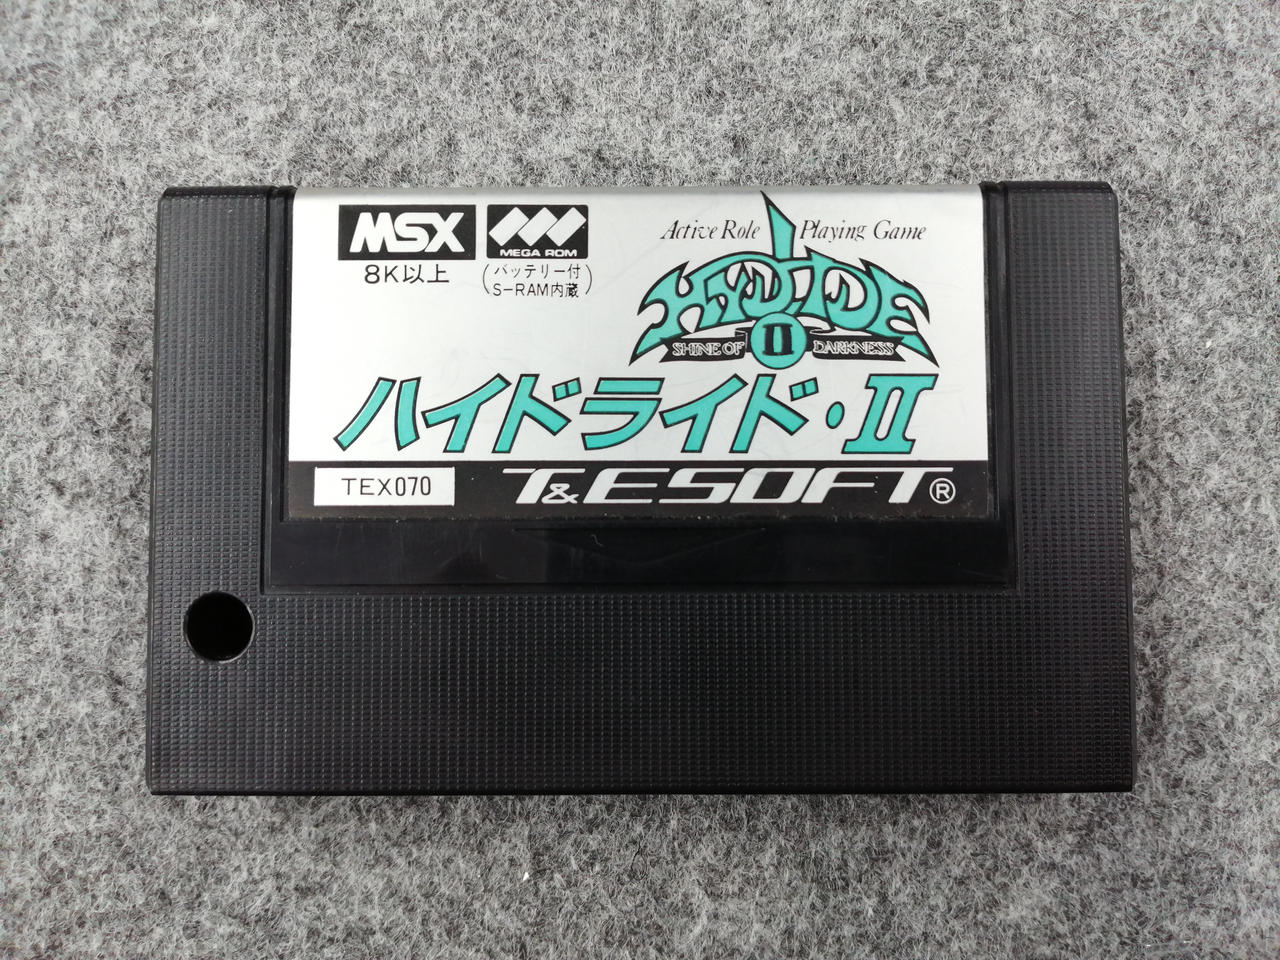 MSX
8K以上
MEGA ROM
(バッテリー付
S-RAM内蔵)
Active Role Playing Game
HYDLIDE
II
SHINE OF DARKNESS
ハイドライド・II
TEX070
T&ESOFT®